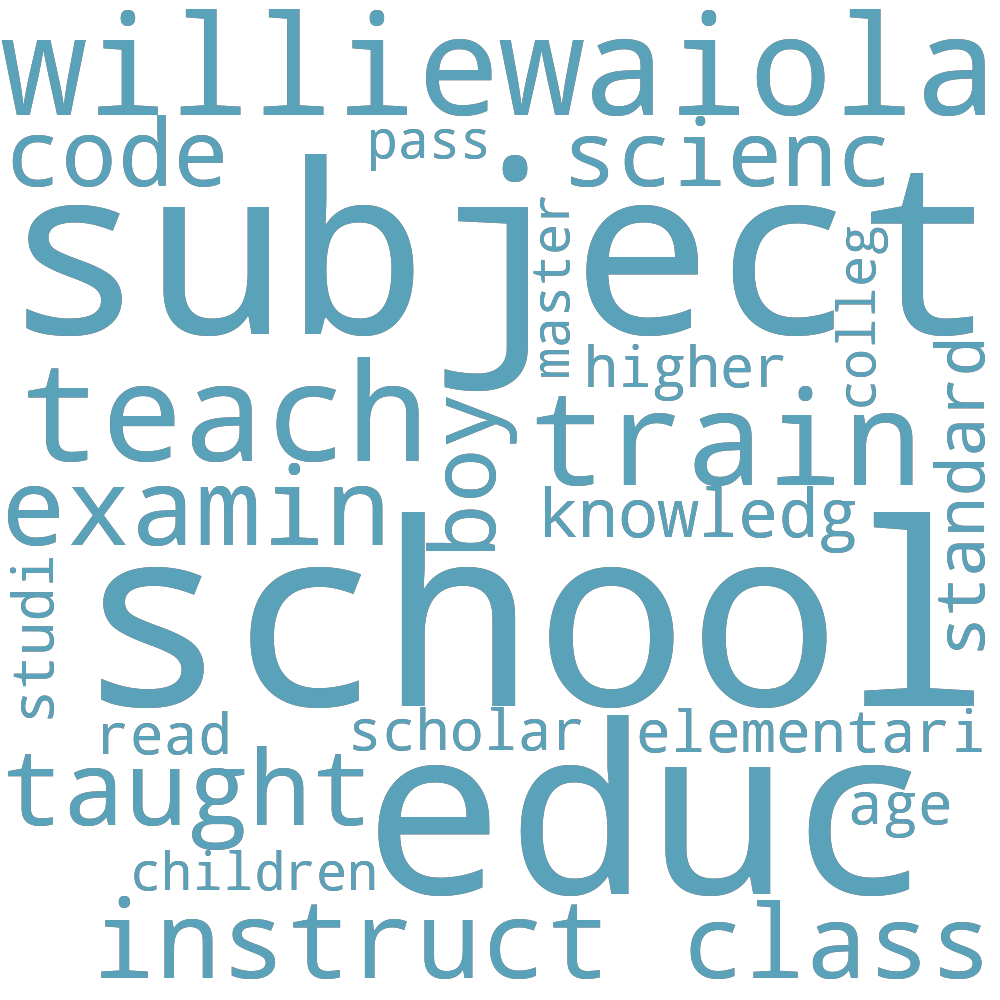 williewaiola
code
pass
scienc
subject
master
colleg
higher
teach
boy
train
standard
examin
knowledg
studi
school
read
scholar
elementari
taught
educ
age
children
instruct
class